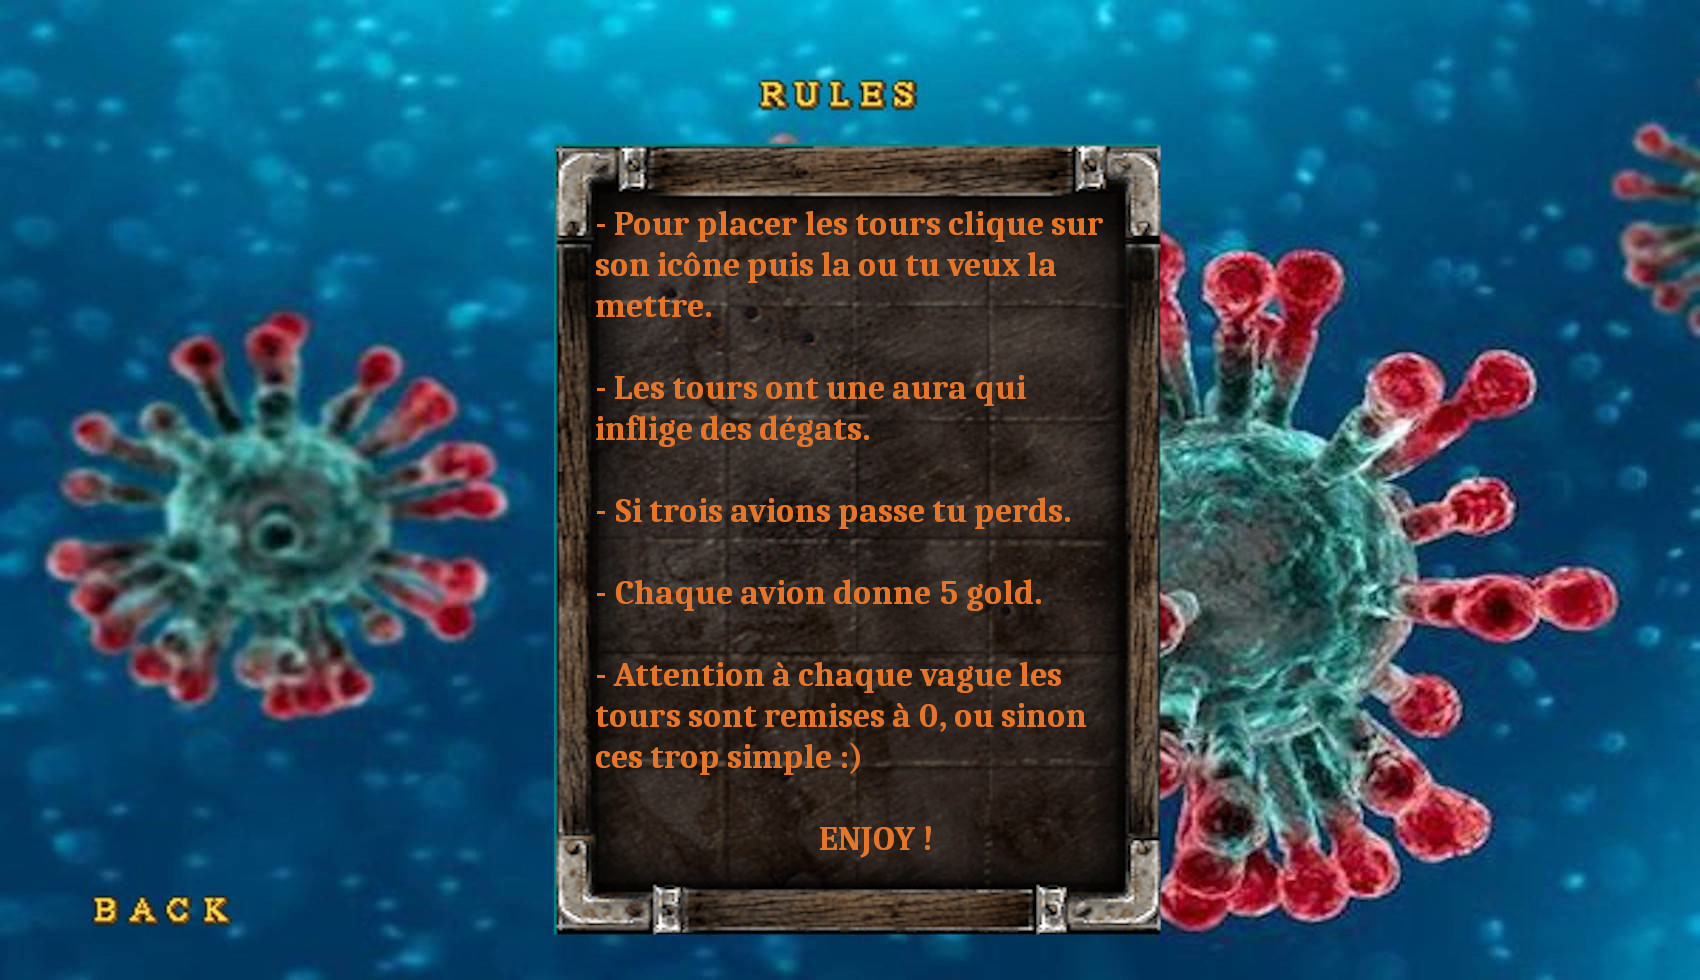 RULES
- Pour placer les tours clique sur
son icône puis la ou tu veux la
mettre.
- Les tours ont une aura qui
inflige des dégats.
- Si trois avions passe tu perds.
- Chaque avion donne 5 gold.
- Attention à chaque vague les
tours sont remises à 0, ou sinon
ces trop simple :)
ENJOY !
BACK